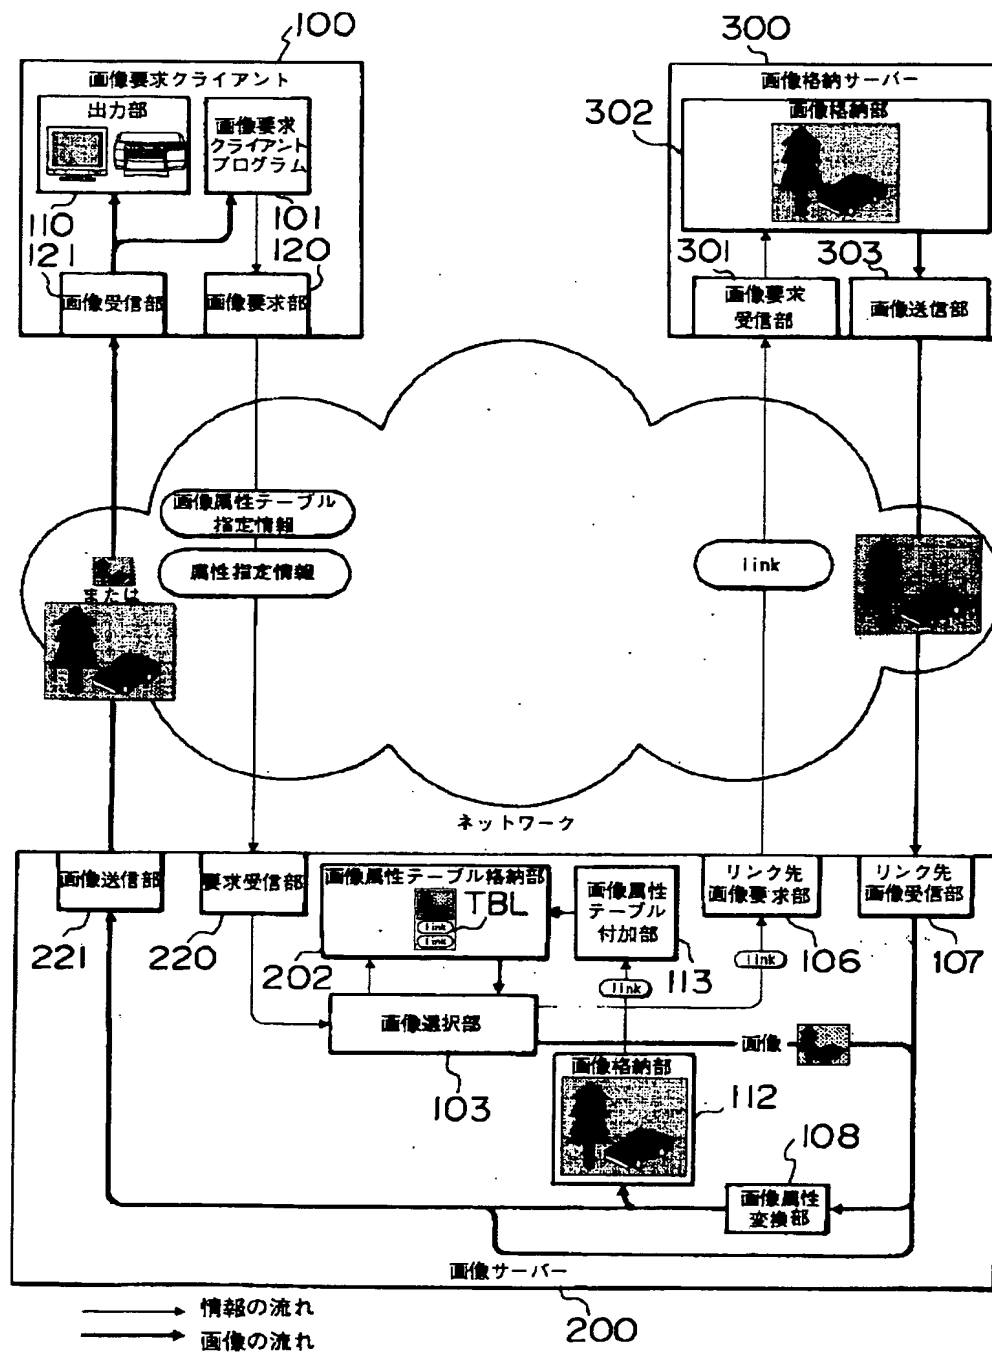 100
画像要求クライアント
出力部
画像要求
クライアント
プログラム
110
101
121
120
画像受信部
画像要求部
300
画像格納サーバー
302
画像格納部
301
303
画像要求
受信部
画像送信部
画像属性テーブル
指定情報
属性指定情報
または
link
ネットワーク
画像送信部
要求受信部
画像属性テーブル格納部
TBL
link
link
画像属性
テーブル
付加部
リンク先
画像要求部
リンク先
画像受信部
221
220
202
113
106
107
link
link
画像選択部
画像
103
画像格納部
112
108
画像属性
変換部
画像サーバー
200
情報の流れ
画像の流れ